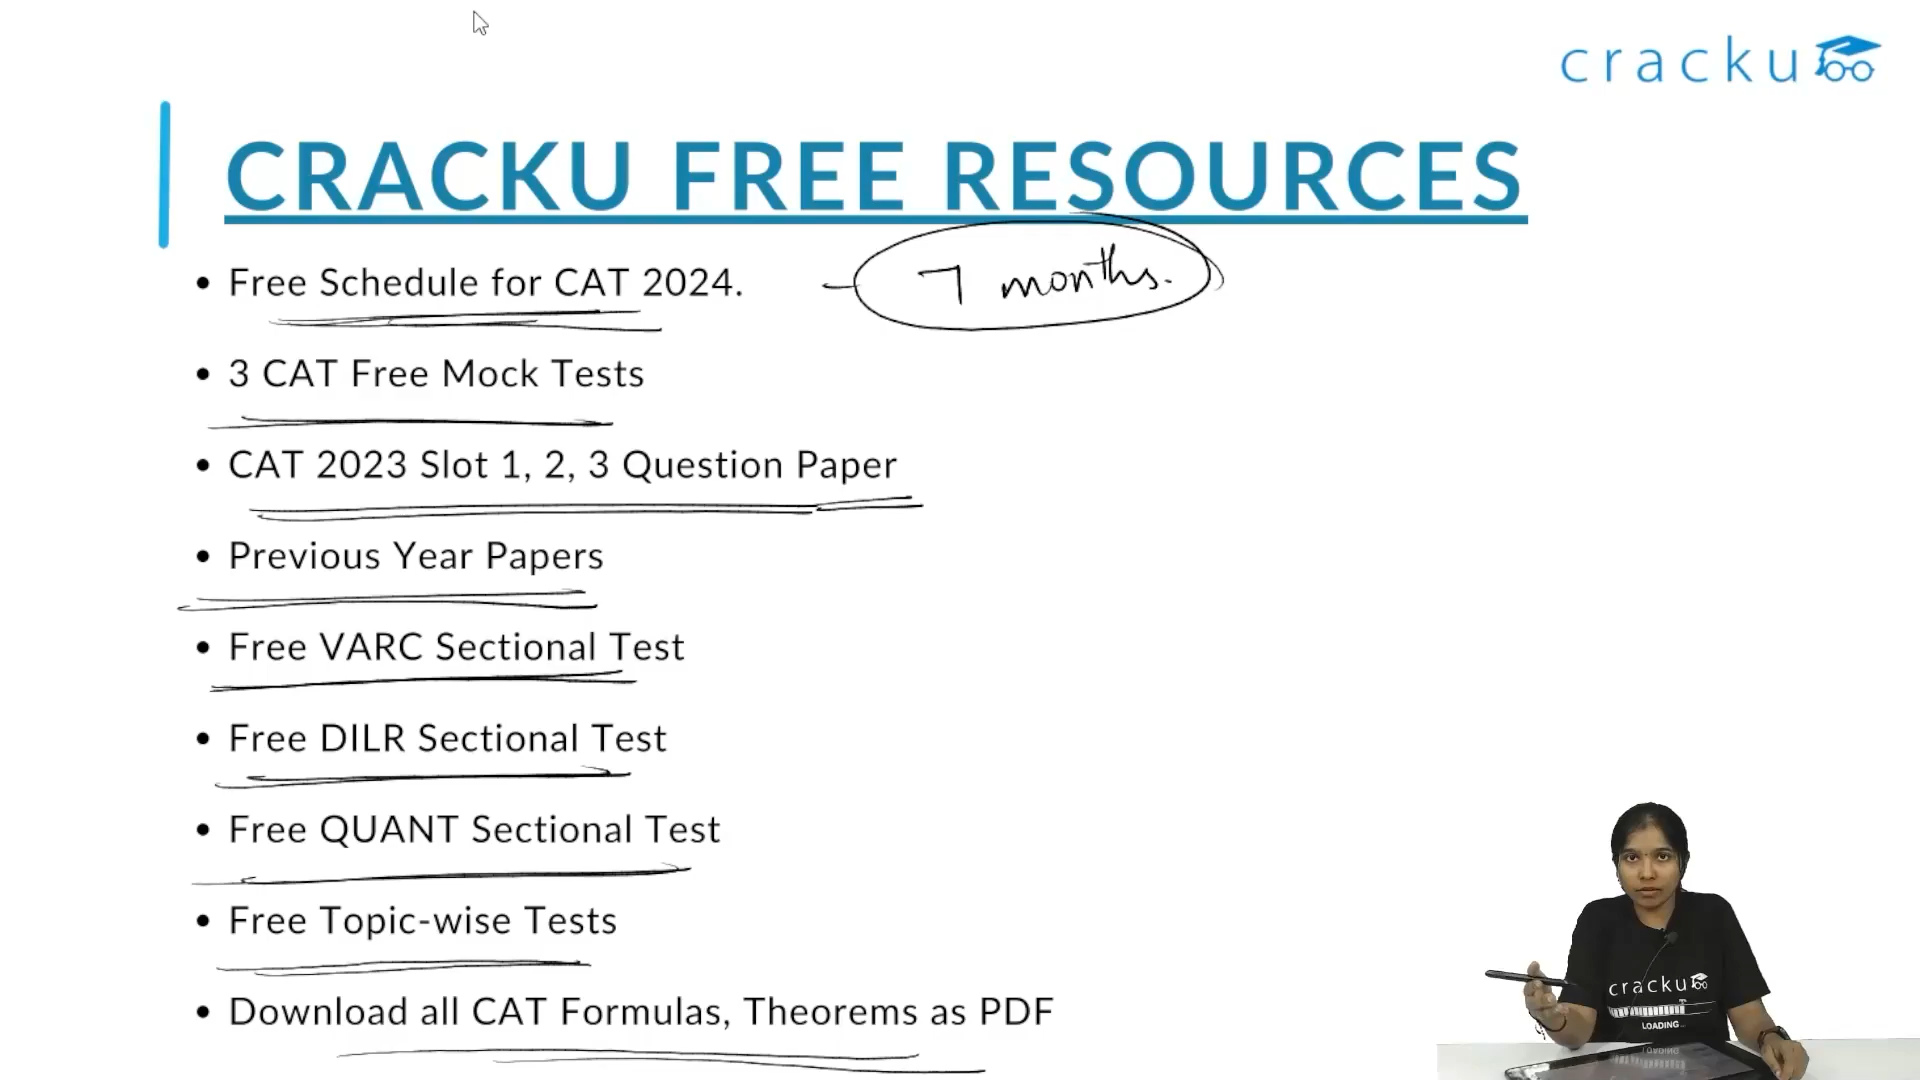 cracku
CRACKU FREE RESOURCES
• Free Schedule for CAT 2024. - 7 months.
• 3 CAT Free Mock Tests
• CAT 2023 Slot 1, 2, 3 Question Paper
• Previous Year Papers
• Free VARC Sectional Test
• Free DILR Sectional Test
• Free QUANT Sectional Test
• Free Topic-wise Tests
• Download all CAT Formulas, Theorems as PDF
cracku
LOADING...